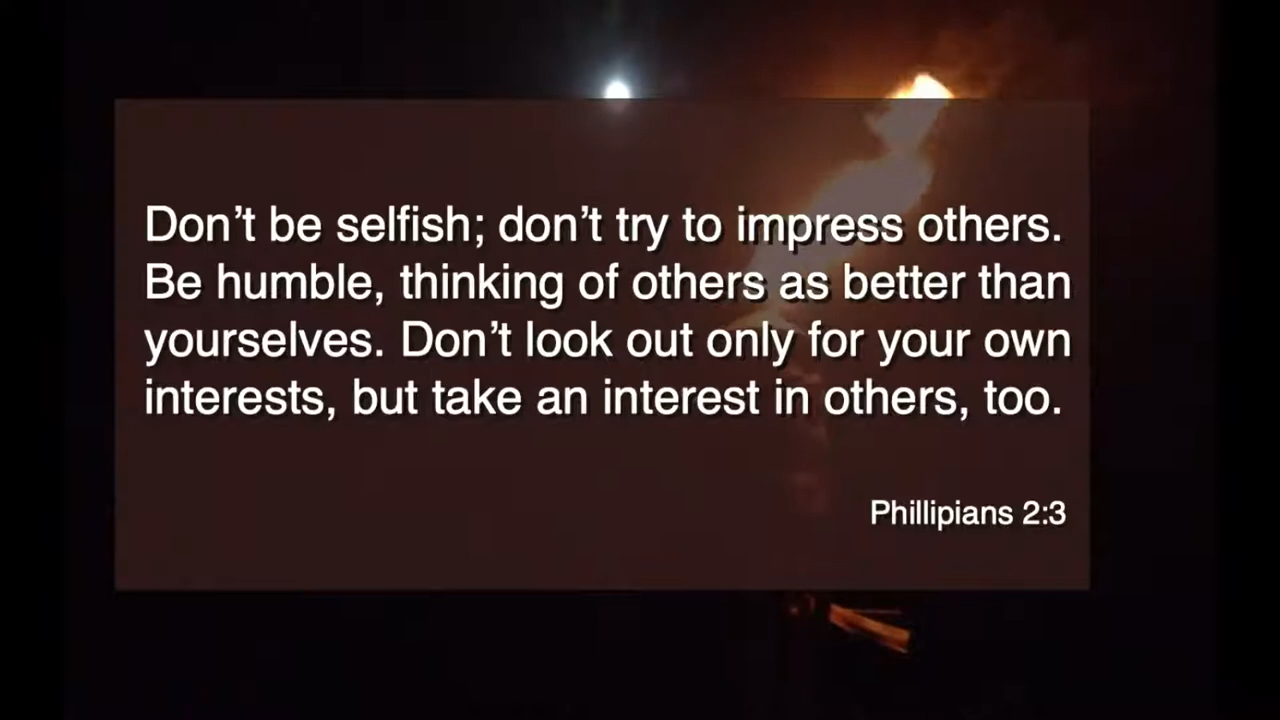 Don’t be selfish; don’t try to impress others.
Be humble, thinking of others as better than
yourselves. Don’t look out only for your own
interests, but take an interest in others, too.
Phillipians 2:3